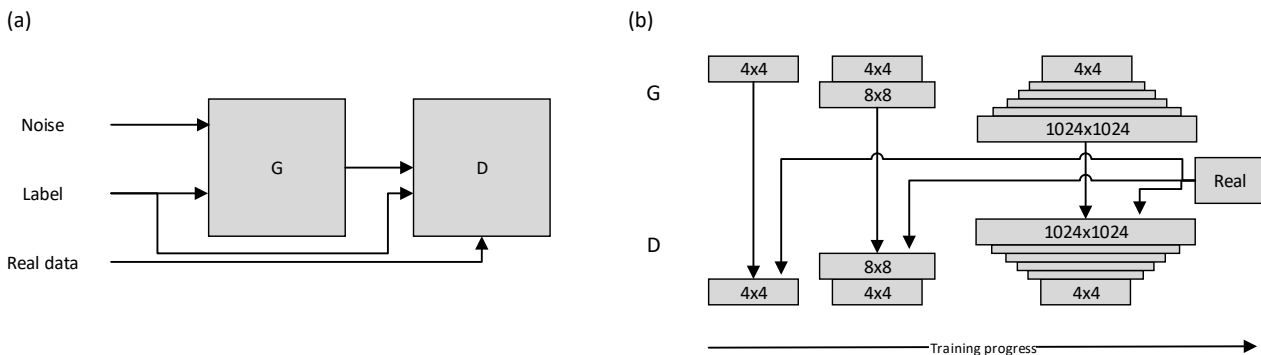 (a)
Noise
Label
Real data
G
D
(b)
G
4x4
4x4
8x8
4x4
1024x1024
Real
D
1024x1024
8x8
4x4
4x4
4x4
Training progress